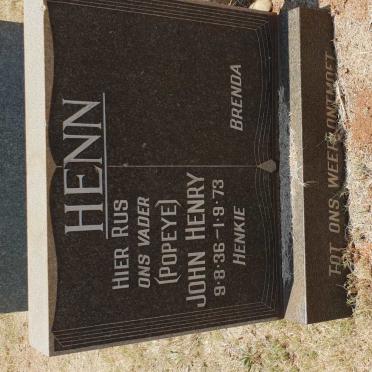 HENN
HIER RUS
ONS VADER
(POPEYE)
JOHN HENRY
9·8·36 – 1·9·73
HENKIE BRENDA
TOT ONS WEER ONTMOET